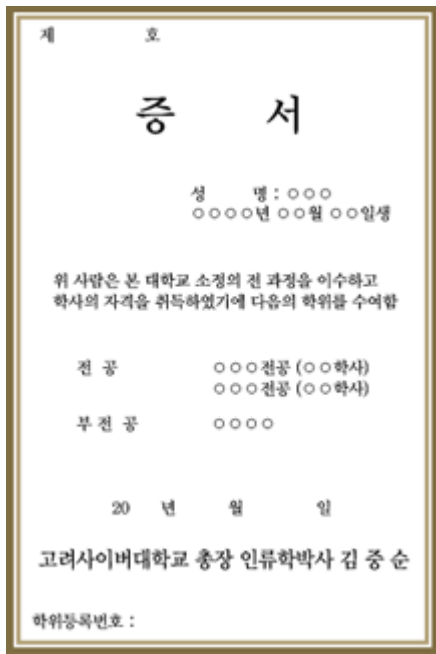 제 호
증 서
성 명 : ○○○
○○○○년 ○○월 ○○일생
위 사람은 본 대학교 소정의 전 과정을 이수하고
학사의 자격을 취득하였기에 다음의 학위를 수여함
전 공 ○○○전공 (○○학사)
○○○전공 (○○학사)
부 전 공 ○○○○
20 년 월 일
고려사이버대학교 총장 인류학박사 김 중 순
학위등록번호 :